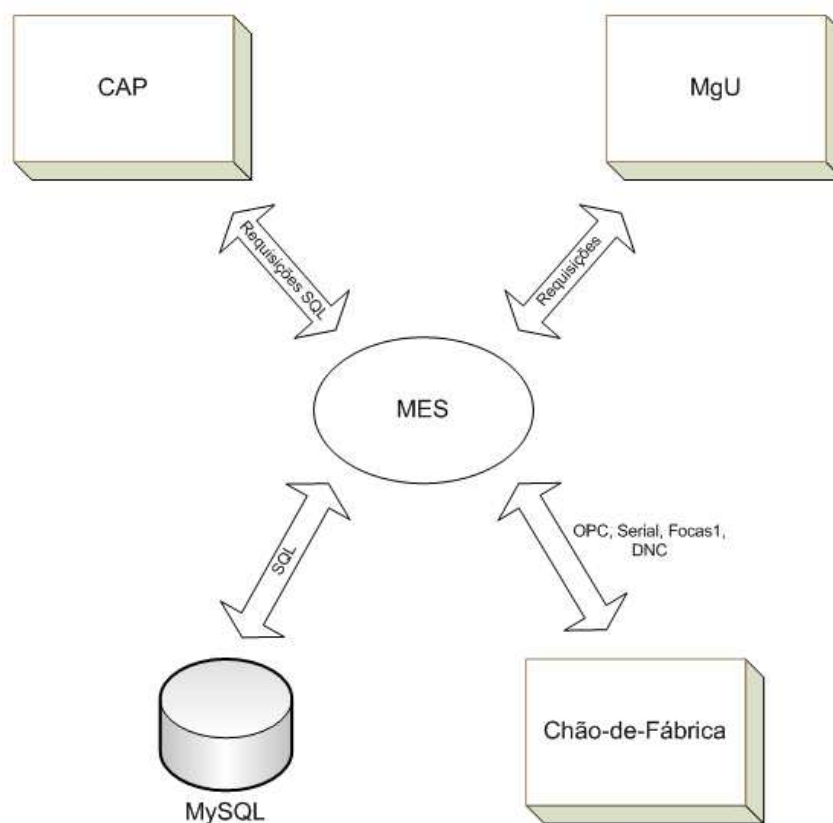 CAP
MgU
Requisições SQL
Requisições
MES
SQL
OPC, Serial, Focas1,
DNC
Chão-de-Fábrica
MySQL